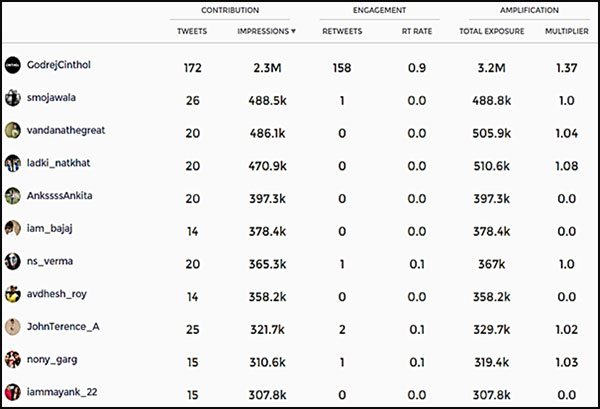 CONTRIBUTION ENGAGEMENT AMPLIFICATION
TWEETS IMPRESSIONS ▼ RETWEETS RT RATE TOTAL EXPOSURE MULTIPLIER
CINTHOL GodrejCinthol 172 2.3M 158 0.9 3.2M 1.37
smojawala 26 488.5k 1 0.0 488.8k 1.0
vandanathegreat 20 486.1k 0 0.0 505.9k 1.04
ladki_natkhat 20 470.9k 0 0.0 510.6k 1.08
AnkssssAnkita 20 397.3k 0 0.0 397.3k 0.0
iam_bajaj 14 378.4k 0 0.0 378.4k 0.0
ns_verma 20 365.3k 1 0.1 367k 1.0
avdhesh_roy 14 358.2k 0 0.0 358.2k 0.0
JohnTerence_A 25 321.7k 2 0.1 329.7k 1.02
nony_garg 15 310.6k 1 0.1 319.4k 1.03
iammayank_22 15 307.8k 0 0.0 307.8k 0.0